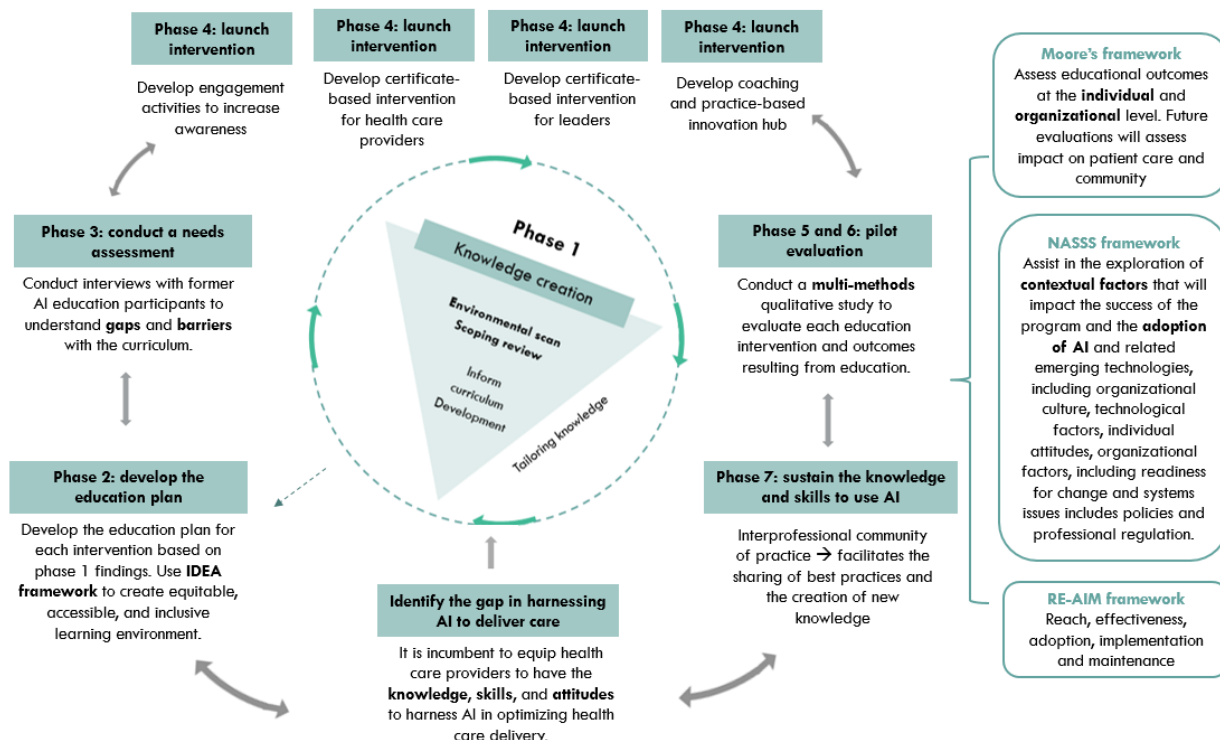 Phase 4: launch
intervention
Develop engagement
activities to increase
awareness
Phase 4: launch
intervention
Develop certificate-
based intervention
for health care
providers
Phase 4: launch
intervention
Develop certificate-
based intervention
for leaders
Phase 4: launch
intervention
Develop coaching
and practice-based
innovation hub
Phase 3: conduct a needs
assessment
Conduct interviews with former
AI education participants to
understand gaps and barriers
with the curriculum.
Phase 1
Knowledge creation
Environmental scan
Scoping review
Inform
curriculum
Development
Tailoring knowledge
Phase 5 and 6: pilot
evaluation
Conduct a multi-methods
qualitative study to
evaluate each education
intervention and outcomes
resulting from education.
Phase 2: develop the
education plan
Develop the education plan for
each intervention based on
phase 1 findings. Use IDEA
framework to create equitable,
accessible, and inclusive
learning environment.
Identify the gap in harnessing
AI to deliver care
It is incumbent to equip health
care providers to have the
knowledge, skills, and attitudes
to harness AI in optimizing health
care delivery.
Phase 7: sustain the knowledge
and skills to use AI
Interprofessional community
of practice → facilitates the
sharing of best practices and
the creation of new
knowledge
Moore's framework
Assess educational outcomes
at the individual and
organizational level. Future
evaluations will assess
impact on patient care and
community
NASSS framework
Assist in the exploration of
contextual factors that will
impact the success of the
program and the adoption
of AI and related
emerging technologies,
including organizational
culture, technological
factors, individual
attitudes, organizational
factors, including readiness
for change and systems
issues includes policies and
professional regulation.
RE-AIM framework
Reach, effectiveness,
adoption, implementation
and maintenance